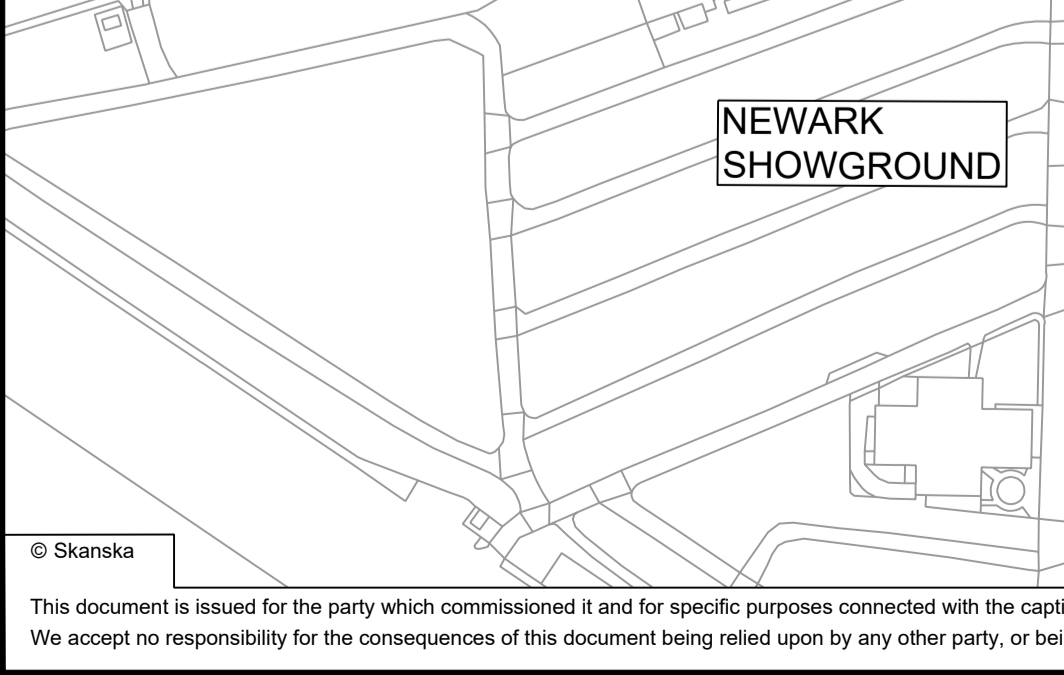 NEWARK
SHOWGROUND
© Skanska
This document is issued for the party which commissioned it and for specific purposes connected with the capti
We accept no responsibility for the consequences of this document being relied upon by any other party, or bei